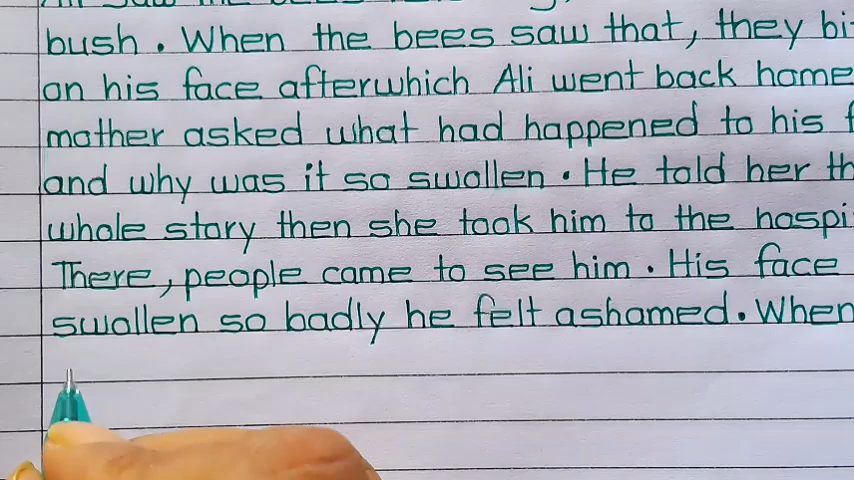 bush. When the bees saw that, they
on his face afterwhich Ali went back home
mother asked what had happened to his
and why was it so swollen. He told her
whole story then she took him to the
There, people came to see him. His face
swollen so badly he felt ashamed. When